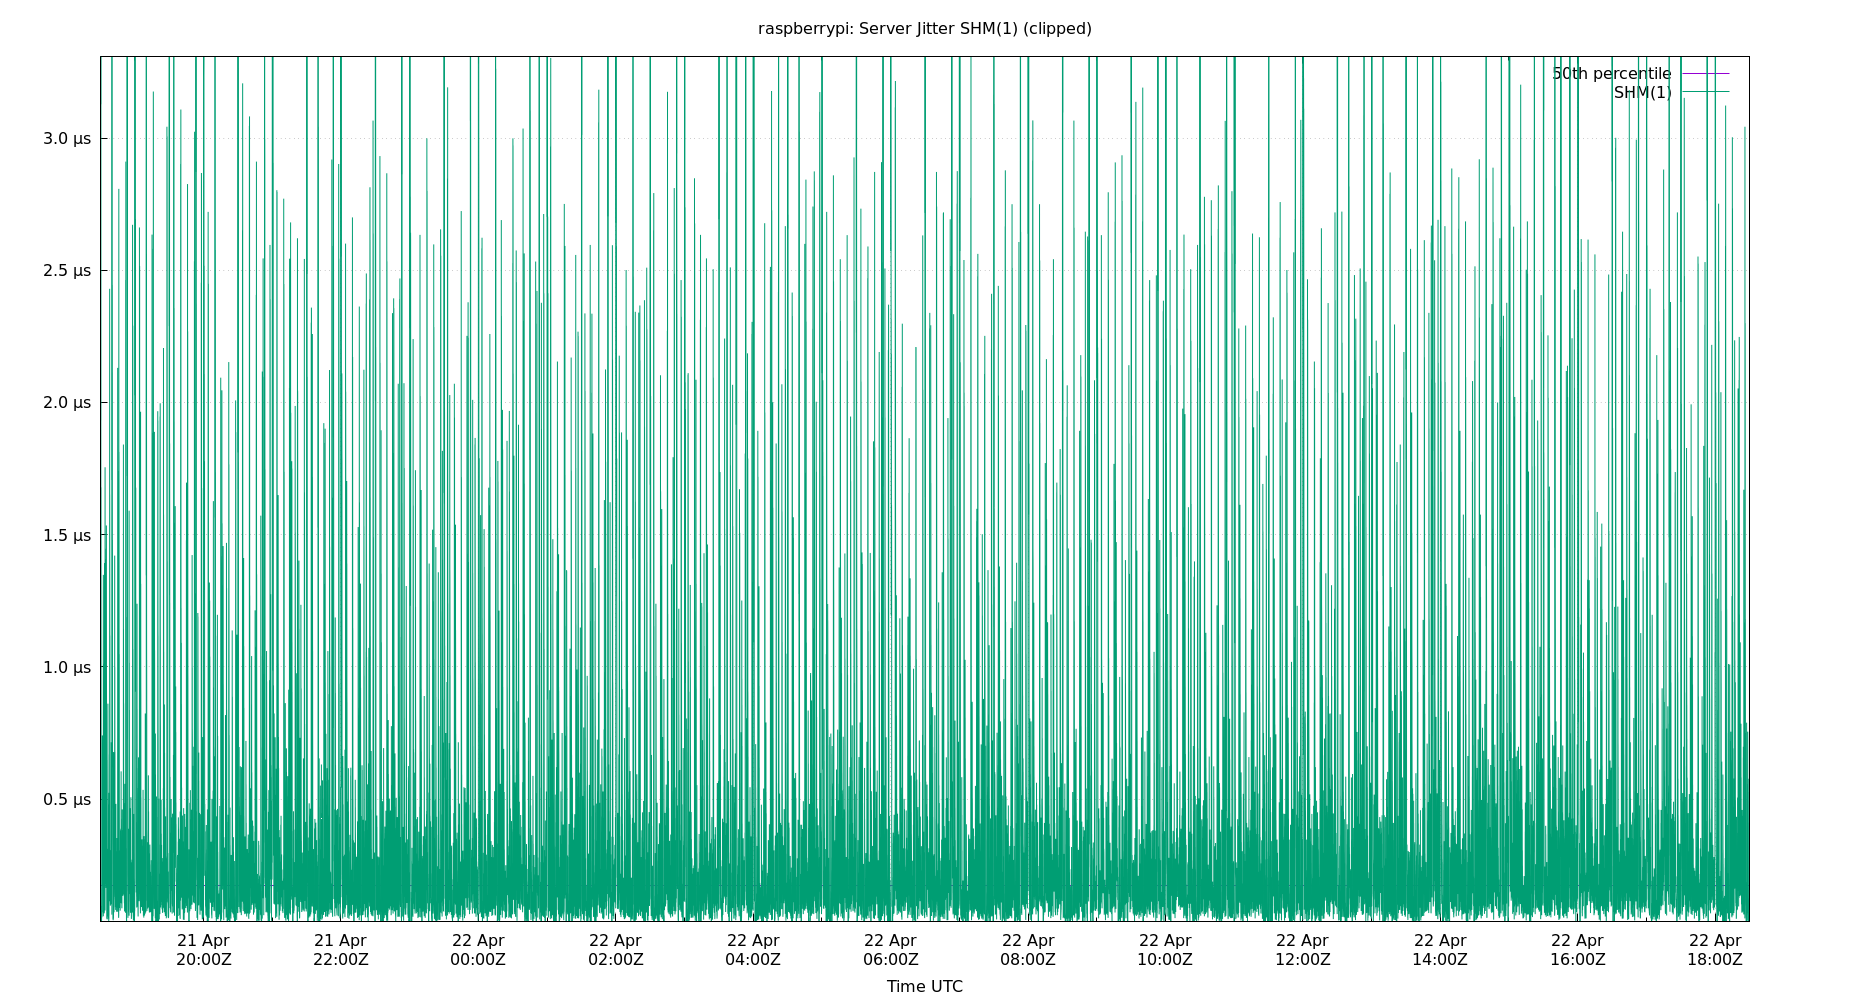 raspberrypi: Server Jitter SHM(1) (clipped)
50th percentile
SHM(1)
3.0 µs
2.5 µs
2.0 µs
1.5 µs
1.0 µs
0.5 µs
21 Apr 21 Apr 22 Apr 22 Apr 22 Apr 22 Apr 22 Apr 22 Apr 22 Apr 22 Apr 22 Apr 22 Apr
20:00Z 22:00Z 00:00Z 02:00Z 04:00Z 06:00Z 08:00Z 10:00Z 12:00Z 14:00Z 16:00Z 18:00Z
Time UTC